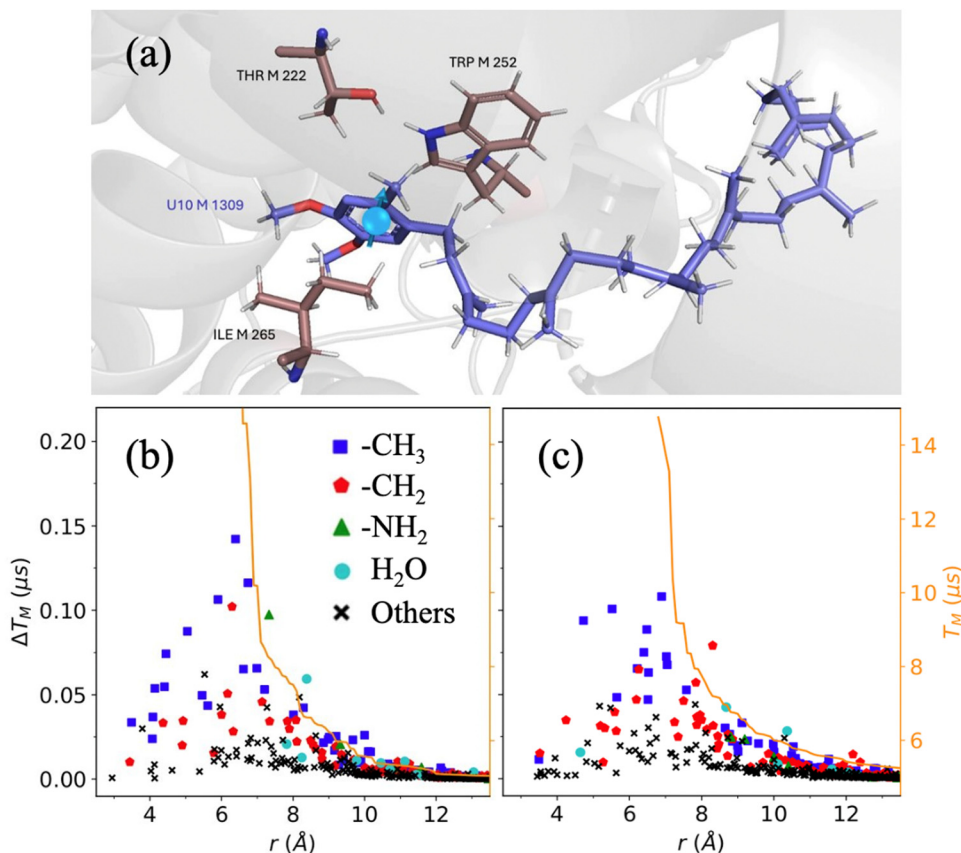 (a)
THR M 222
TRP M 252
U10 M 1309
ILE M 265
(b)
-CH₃
-CH₂
-NH₂
H₂O
Others
0.20
0.15
0.10
0.05
0.00
ΔT_M (μs)
4
6
8
10
12
r (Å)
(c)
4
6
8
10
12
r (Å)
14
12
10
8
6
T_M (μs)